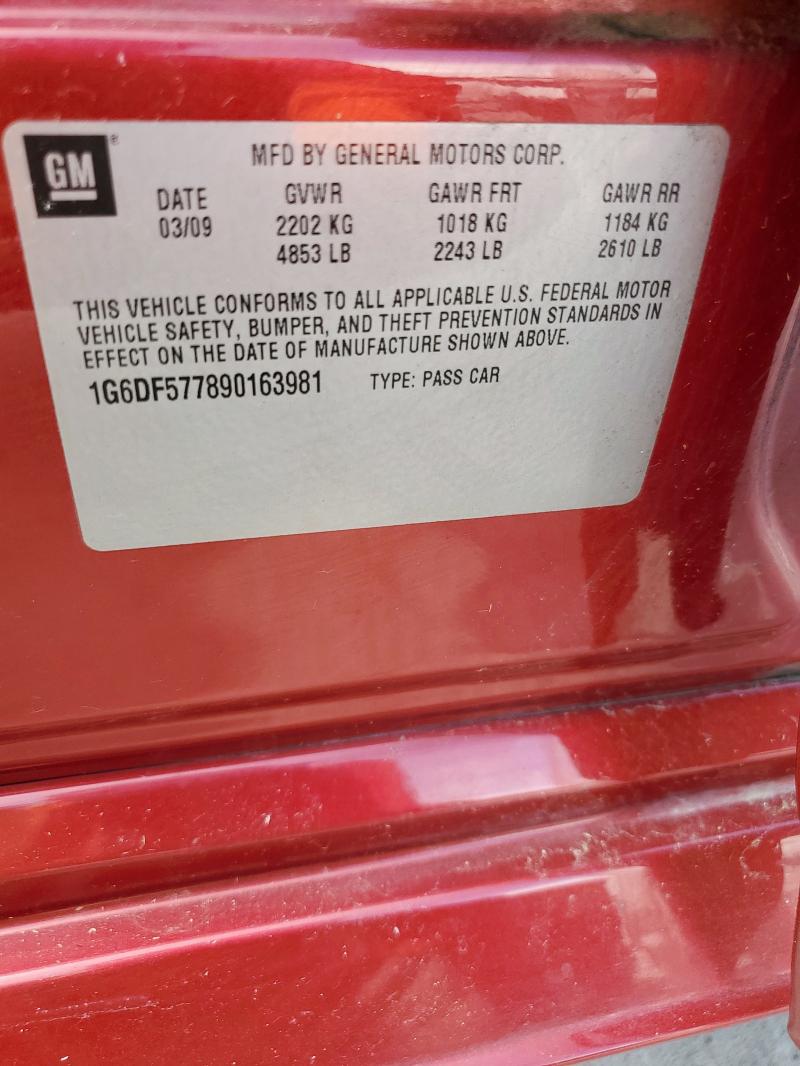 GM®
MFD BY GENERAL MOTORS CORP.
DATE GVWR GAWR FRT GAWR RR
03/09 2202 KG 1018 KG 1184 KG
4853 LB 2243 LB 2610 LB
THIS VEHICLE CONFORMS TO ALL APPLICABLE U.S. FEDERAL MOTOR
VEHICLE SAFETY, BUMPER, AND THEFT PREVENTION STANDARDS IN
EFFECT ON THE DATE OF MANUFACTURE SHOWN ABOVE.
1G6DF577890163981 TYPE: PASS CAR